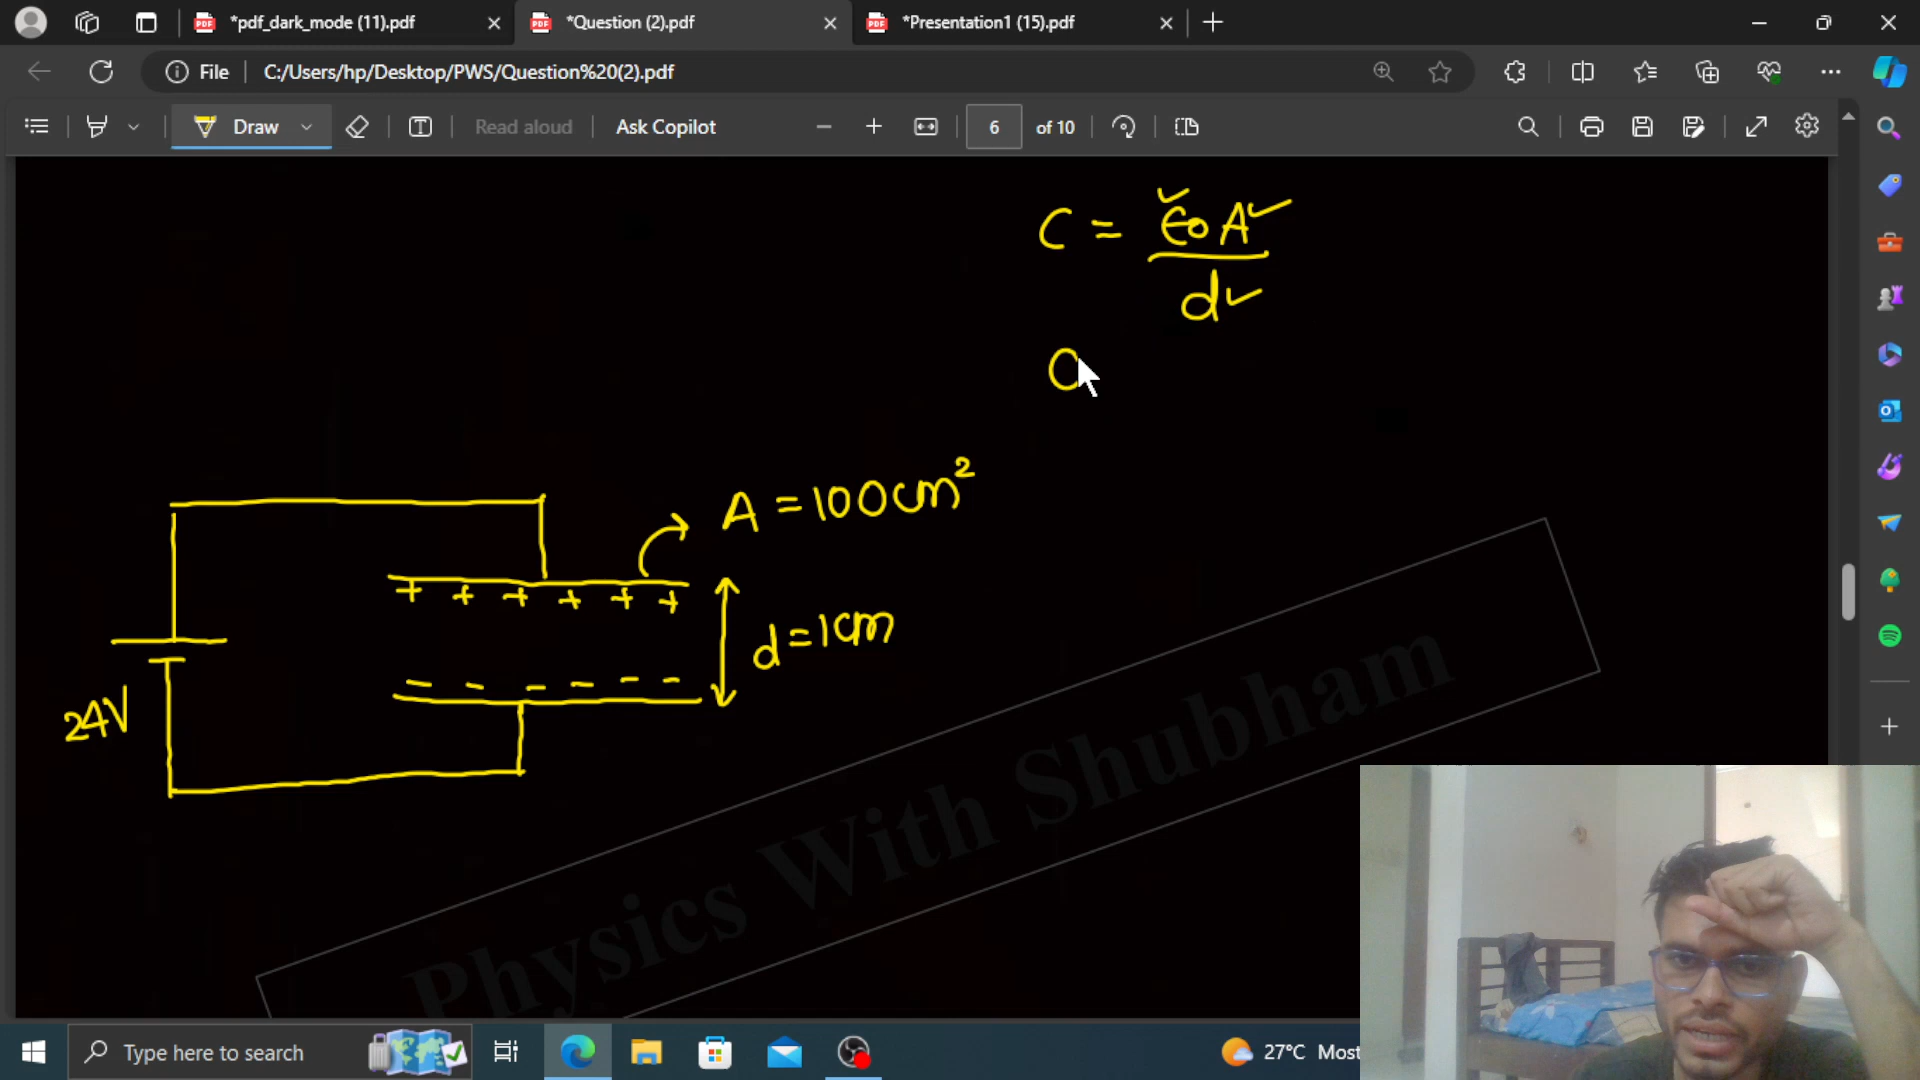 *pdf_dark_mode (11).pdf
*Question (2).pdf
*Presentation1 (15).pdf
File
C:/Users/hp/Desktop/PWS/Question%20(2).pdf
Draw
Read aloud
Ask Copilot
6
of 10
C = ε0 A
d
A = 100cm²
+ + + + + +
d = 1cm
- - - - - -
24V
Physics With Shubham
Type here to search
27°C Most